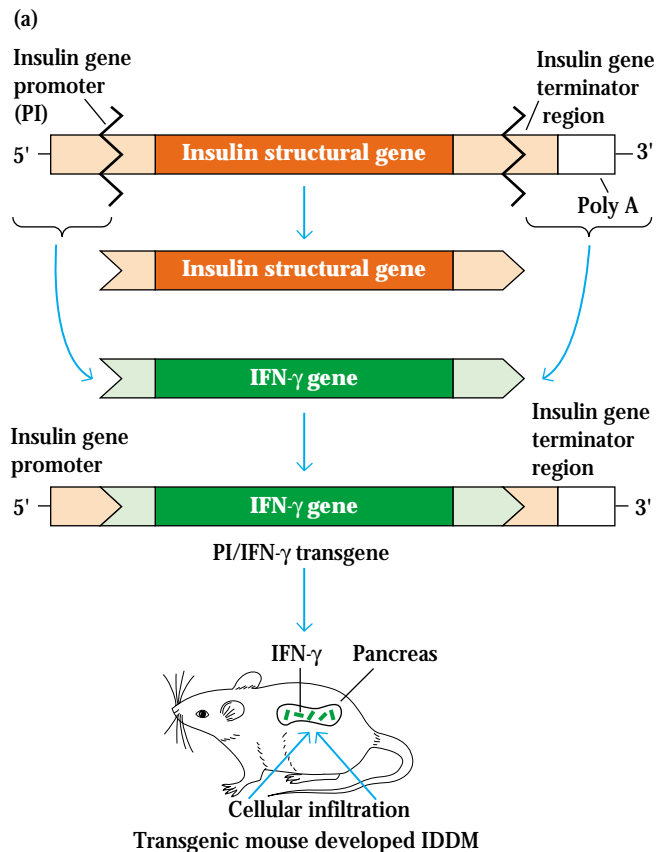 (a)
Insulin gene
promoter
(PI)
Insulin gene
terminator
region
5'
Insulin structural gene
3'
Poly A
Insulin structural gene
IFN-γ gene
Insulin gene
promoter
Insulin gene
terminator
region
5'
IFN-γ gene
3'
PI/IFN-γ transgene
IFN-γ
Pancreas
Cellular infiltration
Transgenic mouse developed IDDM